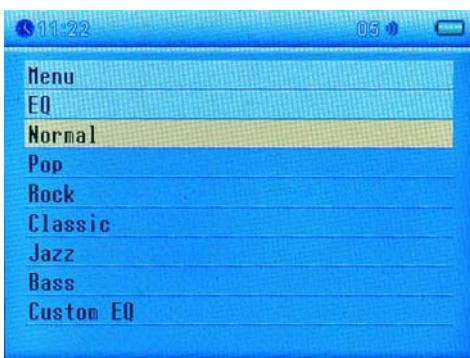 11:22 05
Menu
EQ
Normal
Pop
Rock
Classic
Jazz
Bass
Custom EQ